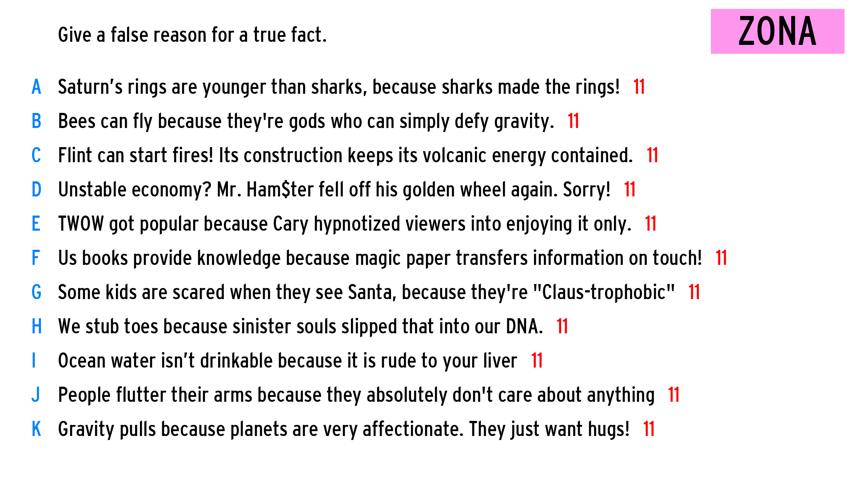 Give a false reason for a true fact.
ZONA
A Saturn’s rings are younger than sharks, because sharks made the rings! 11
B Bees can fly because they're gods who can simply defy gravity. 11
C Flint can start fires! Its construction keeps its volcanic energy contained. 11
D Unstable economy? Mr. Ham$ter fell off his golden wheel again. Sorry! 11
E TWOW got popular because Cary hypnotized viewers into enjoying it only. 11
F Us books provide knowledge because magic paper transfers information on touch! 11
G Some kids are scared when they see Santa, because they're "Claus-trophobic" 11
H We stub toes because sinister souls slipped that into our DNA. 11
I Ocean water isn’t drinkable because it is rude to your liver 11
J People flutter their arms because they absolutely don't care about anything 11
K Gravity pulls because planets are very affectionate. They just want hugs! 11